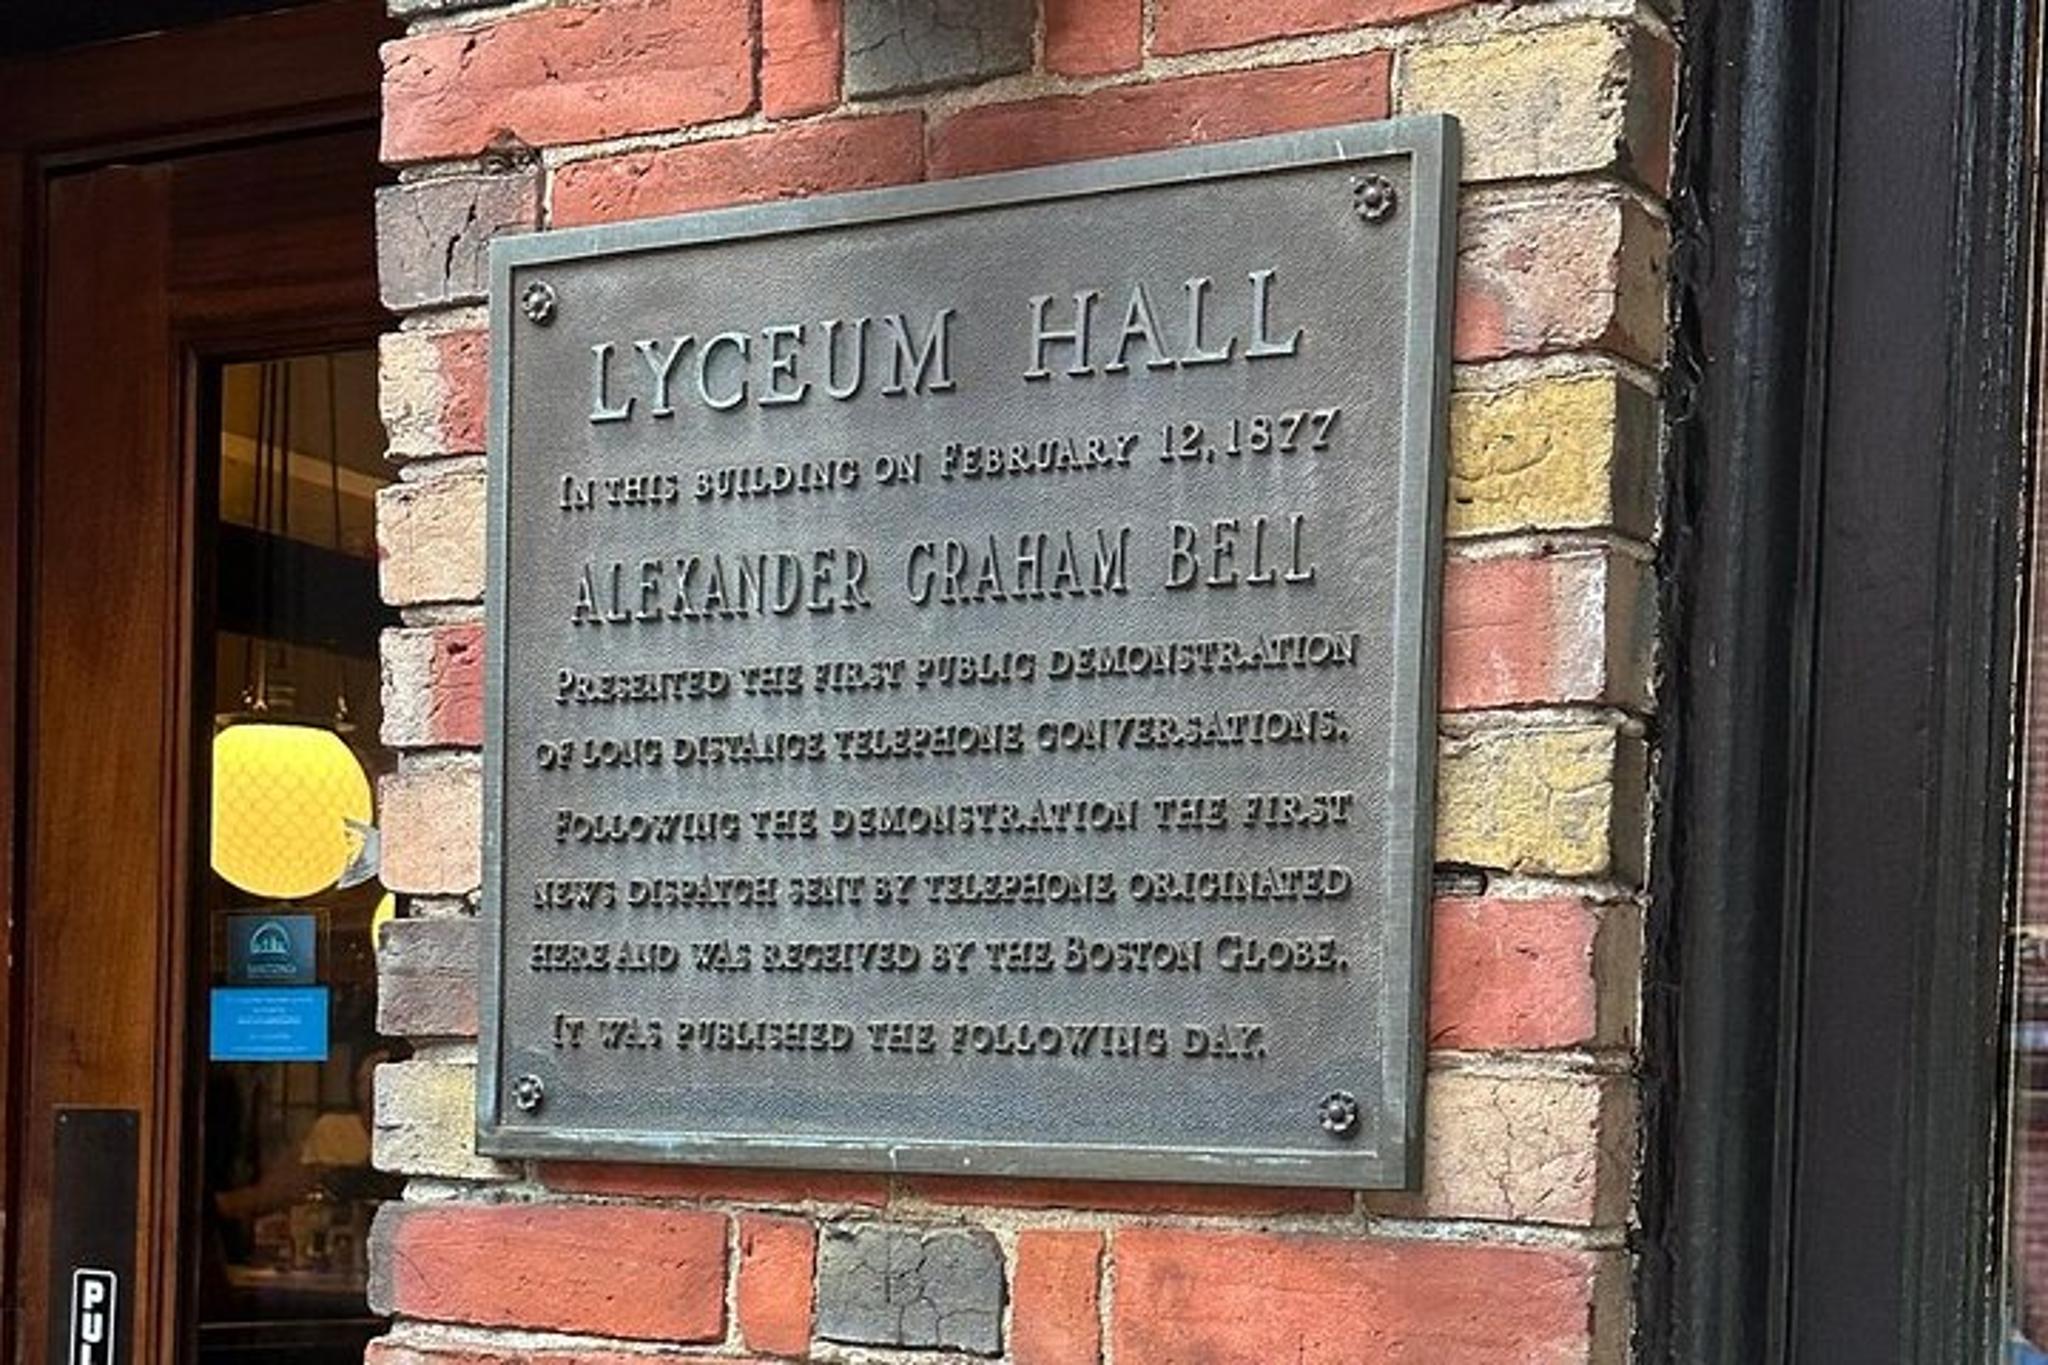 LYCEUM HALL
IN THIS BUILDING ON FEBRUARY 12, 1877
ALEXANDER GRAHAM BELL
PRESENTED THE FIRST PUBLIC DEMONSTRATION
OF LONG DISTANCE TELEPHONE CONVERSATIONS.
FOLLOWING THE DEMONSTRATION THE FIRST
NEWS DISPATCH SENT BY TELEPHONE ORIGINATED
HERE AND WAS RECEIVED BY THE BOSTON GLOBE.
IT WAS PUBLISHED THE FOLLOWING DAY.
PUL